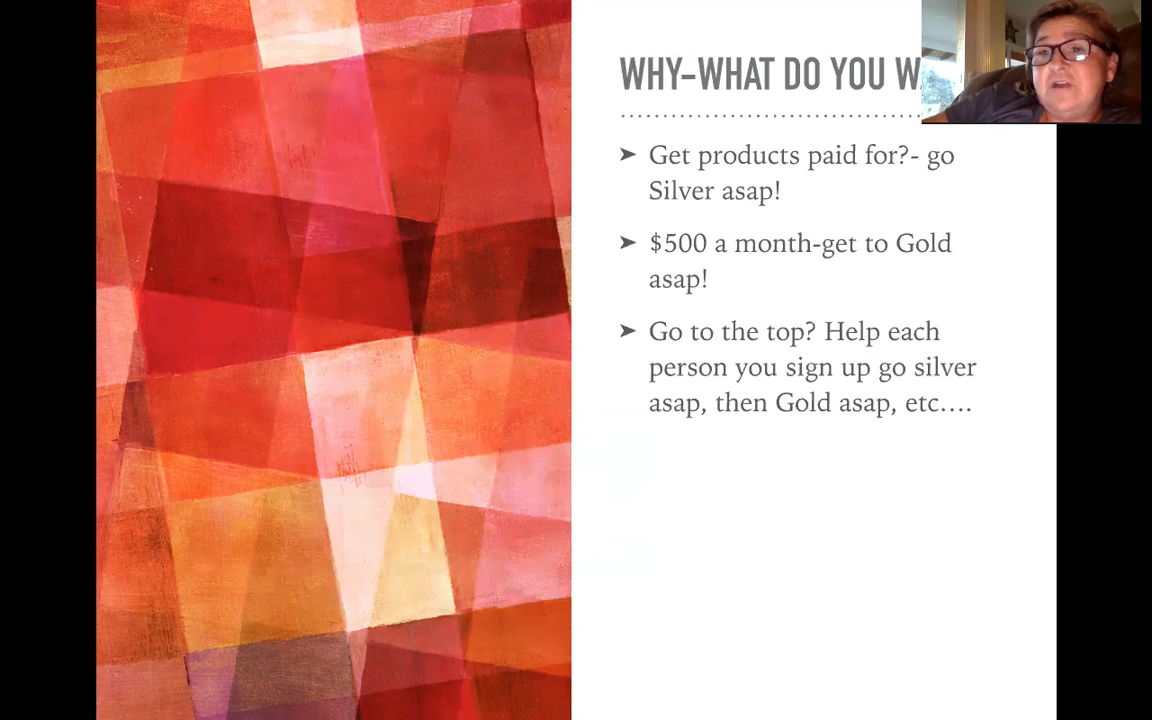 WHY-WHAT DO YOU
➤ Get products paid for?- go
Silver asap!
➤ $500 a month-get to Gold
asap!
➤ Go to the top? Help each
person you sign up go silver
asap, then Gold asap, etc....